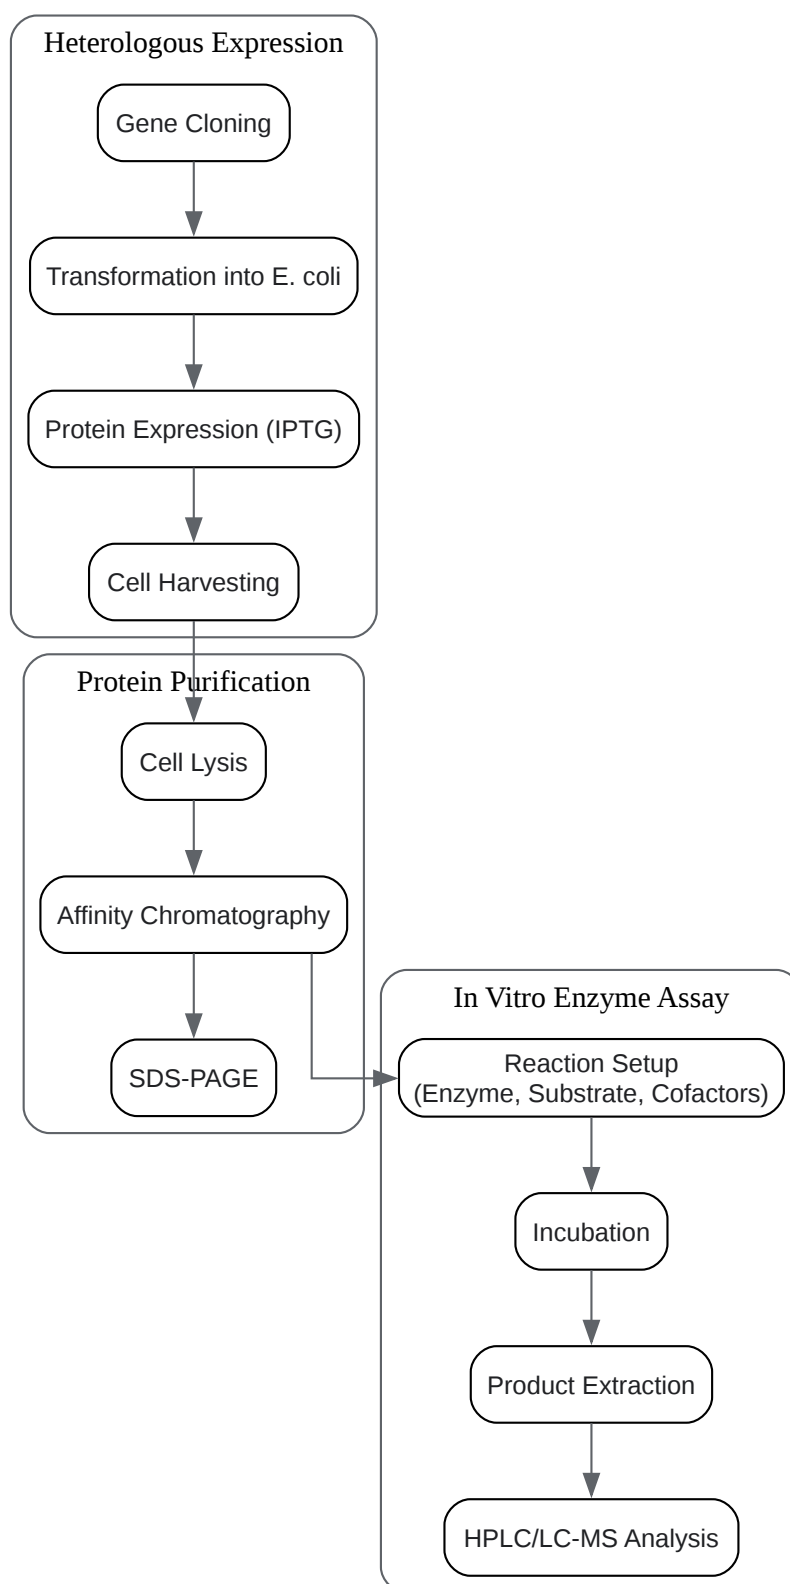 Heterologous Expression
Gene Cloning
Transformation into E. coli
Protein Expression (IPTG)
Cell Harvesting
Protein Purification
Cell Lysis
Affinity Chromatography
SDS-PAGE
In Vitro Enzyme Assay
Reaction Setup
(Enzyme, Substrate, Cofactors)
Incubation
Product Extraction
HPLC/LC-MS Analysis